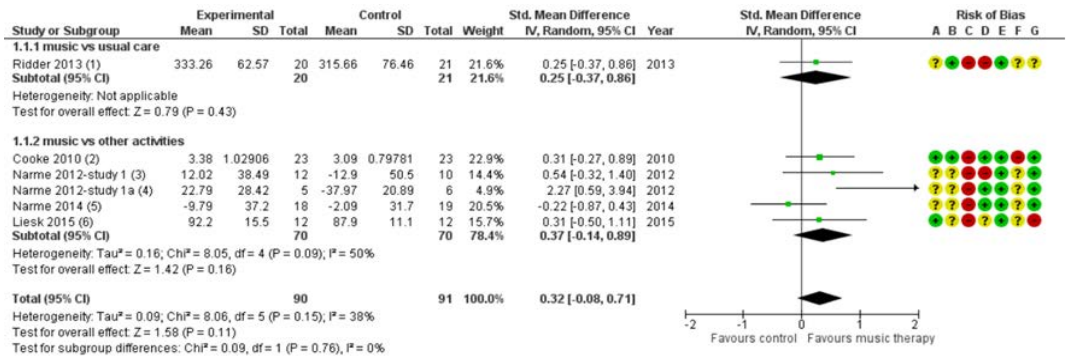 Experimental Control Std. Mean Difference Std. Mean Difference Risk of Bias
Study or Subgroup Mean SD Total Mean SD Total Weight IV, Random, 95% CI Year IV, Random, 95% CI A B C D E F G
1.1.1 music vs usual care
Ridder 2013 (1) 333.26 62.57 20 315.66 76.46 21 21.6% 0.25 [-0.37, 0.86] 2013 ? + - - + ? ?
Subtotal (95% CI) 20 21 21.6% 0.25 [-0.37, 0.86]
Heterogeneity: Not applicable
Test for overall effect: Z = 0.79 (P = 0.43)
1.1.2 music vs other activities
Cooke 2010 (2) 3.38 1.02906 23 3.09 0.79781 23 22.9% 0.31 [-0.27, 0.89] 2010 + + - + + - +
Narme 2012-study 1 (3) 12.02 38.49 12 -12.9 50.5 10 14.4% 0.54 [-0.32, 1.40] 2012 ? ? - + + ? ?
Narme 2012-study 1a (4) 22.79 28.42 5 -37.97 20.89 6 4.9% 2.27 [0.59, 3.94] 2012 ? ? - + + ? ?
Narme 2014 (5) -9.79 37.2 18 -2.09 31.7 19 20.4% -0.22 [-0.87, 0.43] 2014 ? ? - + + ? +
Liesk 2015 (6) 92.2 15.5 12 87.9 11.1 12 15.7% 0.31 [-0.50, 1.11] 2015 + ? - ? + ? -
Subtotal (95% CI) 70 70 78.4% 0.37 [-0.14, 0.89]
Heterogeneity: Tau² = 0.16; Chi² = 8.05, df = 4 (P = 0.09); I² = 50%
Test for overall effect: Z = 1.42 (P = 0.16)
Total (95% CI) 90 91 100.0% 0.32 [-0.08, 0.71]
Heterogeneity: Tau² = 0.09; Chi² = 8.06, df = 5 (P = 0.15); I² = 38%
Test for overall effect: Z = 1.58 (P = 0.11)
Test for subgroup differences: Chi² = 0.09, df = 1 (P = 0.76), I² = 0%
-2 -1 0 1 2
Favours control Favours music therapy